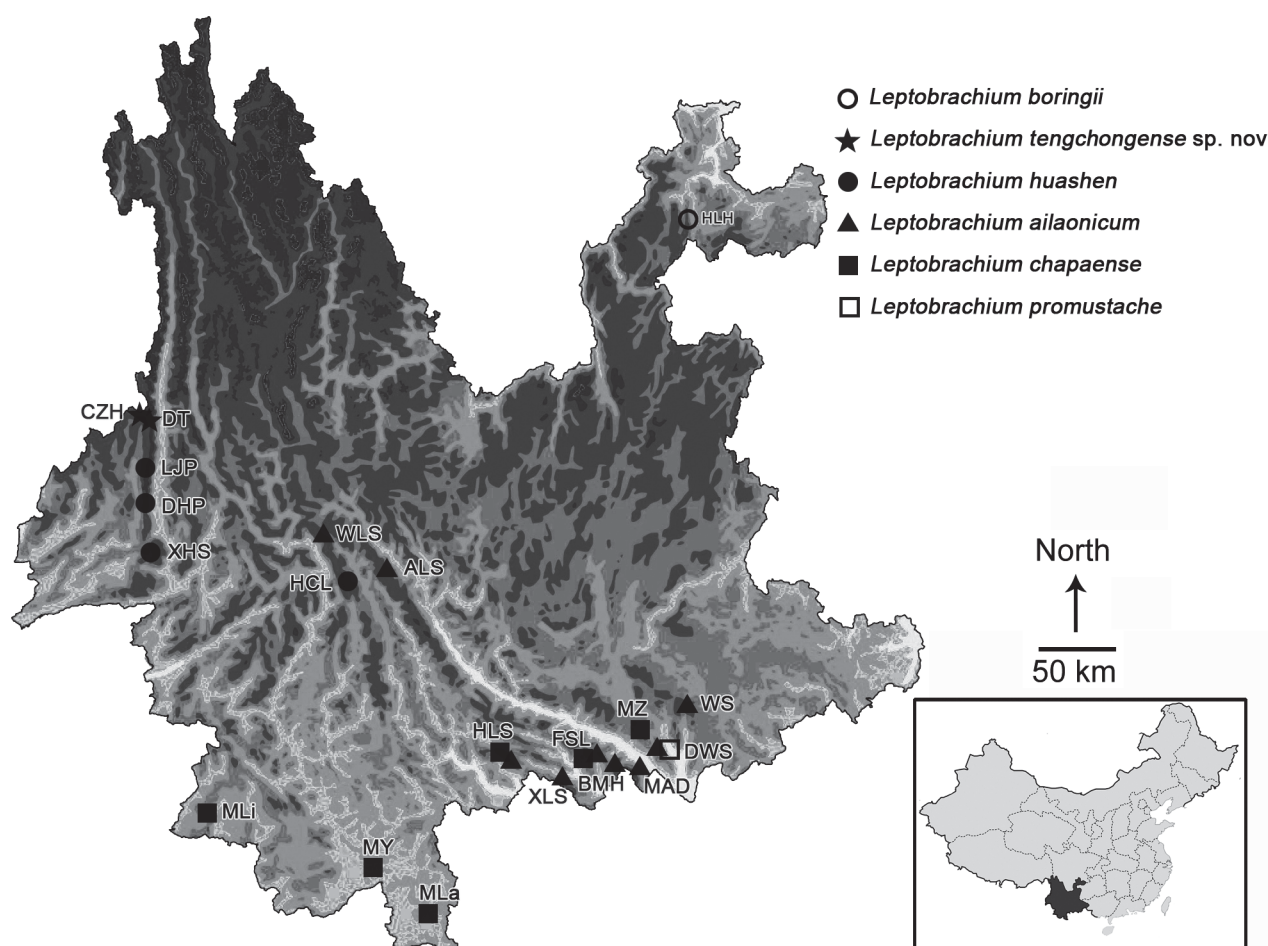 Leptobrachium boringii
Leptobrachium tengchongense sp. nov
Leptobrachium huashen
Leptobrachium ailaonicum
Leptobrachium chapaense
Leptobrachium promustache
HLH
CZH
DT
LJP
DHP
XHS
WLS
ALS
HCL
North
50 km
WS
MZ
HLS
FSL
DWS
BMH
MAD
XLS
MLi
MY
MLa